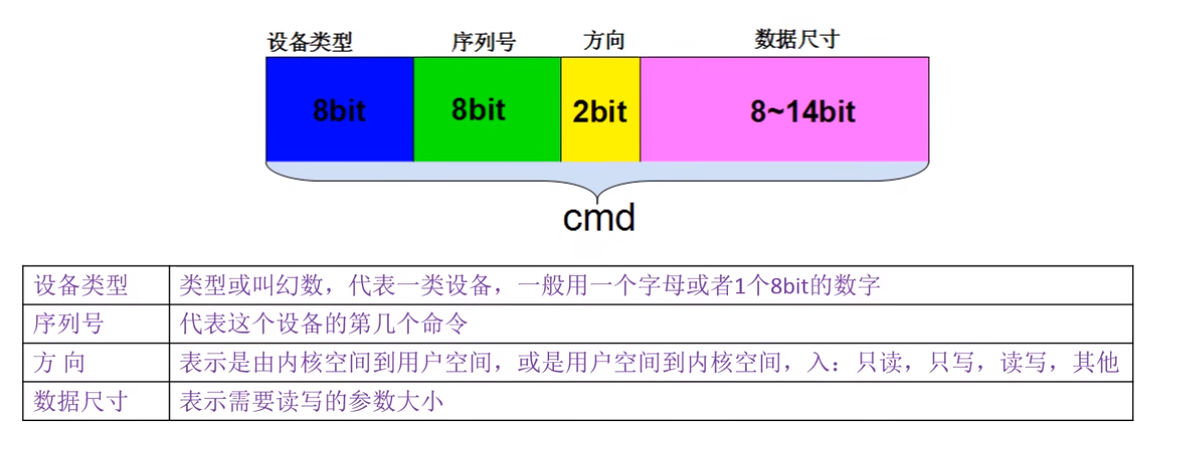 设备类型 序列号 方向 数据尺寸
8bit 8bit 2bit 8~14bit
cmd
设备类型 类型或叫幻数，代表一类设备，一般用一个字母或者1个8bit的数字
序列号 代表这个设备的第几个命令
方 向 表示是由内核空间到用户空间，或是用户空间到内核空间，入：只读，只写，读写，其他
数据尺寸 表示需要读写的参数大小